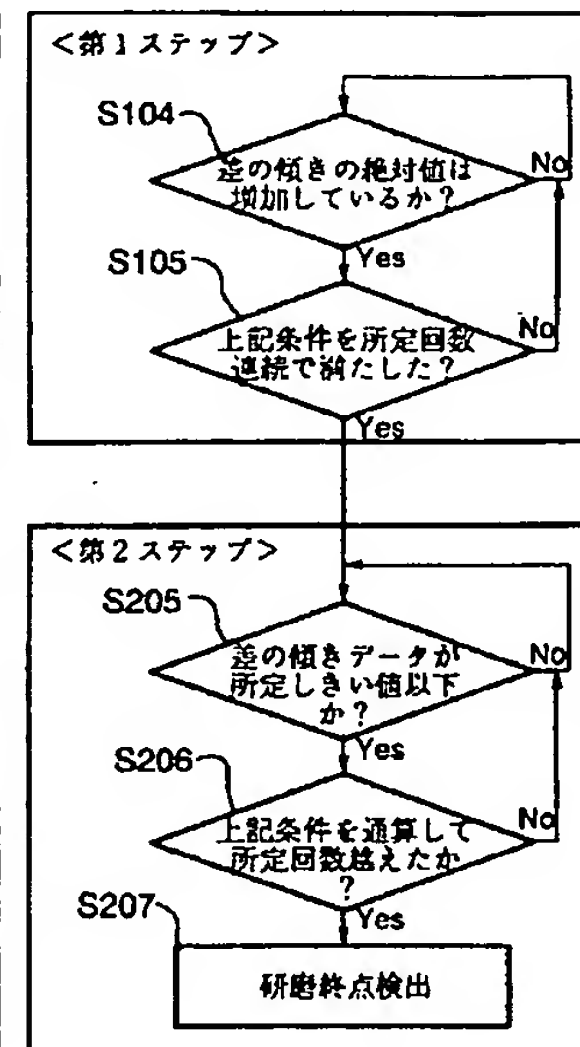 ＜第1ステップ＞
S104
差の傾きの絶対値は
増加しているか？
No
Yes
S105
上記条件を所定回数
連続で満たした？
No
Yes
＜第2ステップ＞
S205
差の傾きデータが
所定しきい値以下
か？
No
Yes
S206
上記条件を通算して
所定回数越えたか
？
No
Yes
S207
研磨終点検出